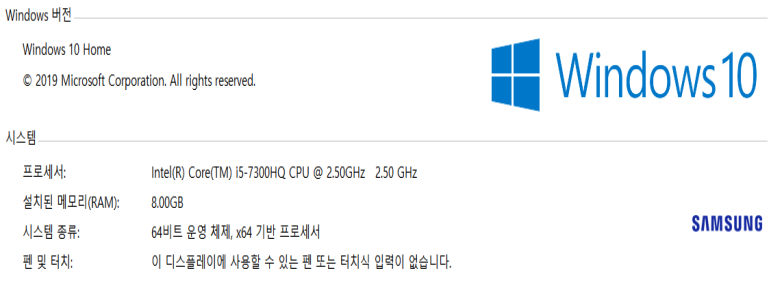 Windows 버전
Windows 10 Home
© 2019 Microsoft Corporation. All rights reserved.
Windows 10
시스템
프로세서: Intel(R) Core(TM) i5-7300HQ CPU @ 2.50GHz 2.50 GHz
설치된 메모리(RAM): 8.00GB
시스템 종류: 64비트 운영 체제, x64 기반 프로세서
펜 및 터치: 이 디스플레이에 사용할 수 있는 펜 또는 터치식 입력이 없습니다.
SAMSUNG